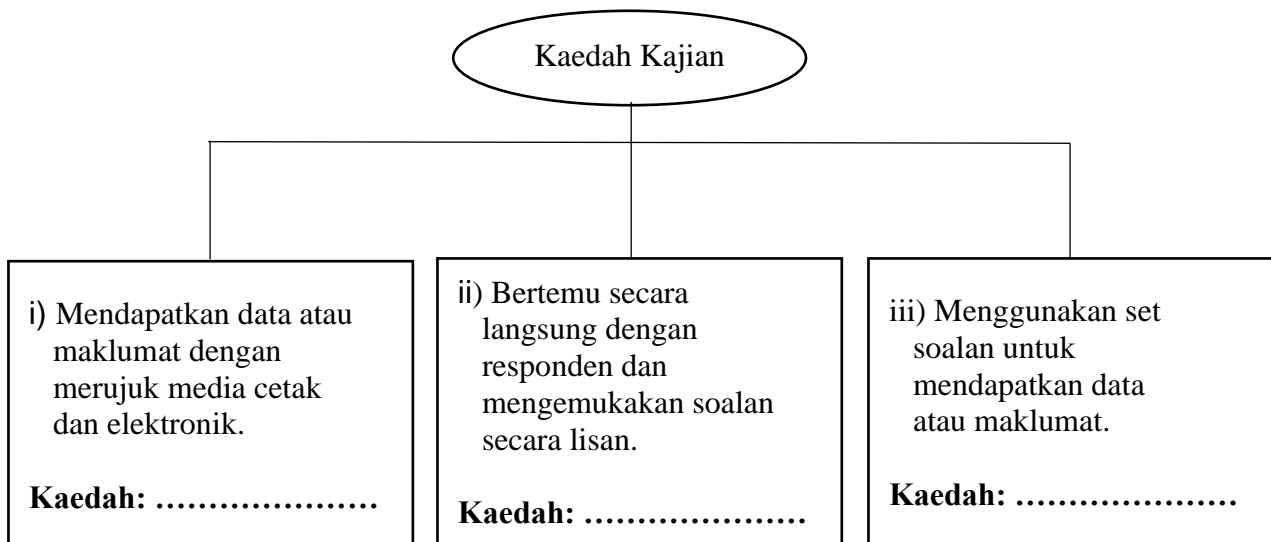 Kaedah Kajian
i) Mendapatkan data atau
maklumat dengan
merujuk media cetak
dan elektronik.
Kaedah: …………………
ii) Bertemu secara
langsung dengan
responden dan
mengemukakan soalan
secara lisan.
Kaedah: …………………
iii) Menggunakan set
soalan untuk
mendapatkan data
atau maklumat.
Kaedah: …………………